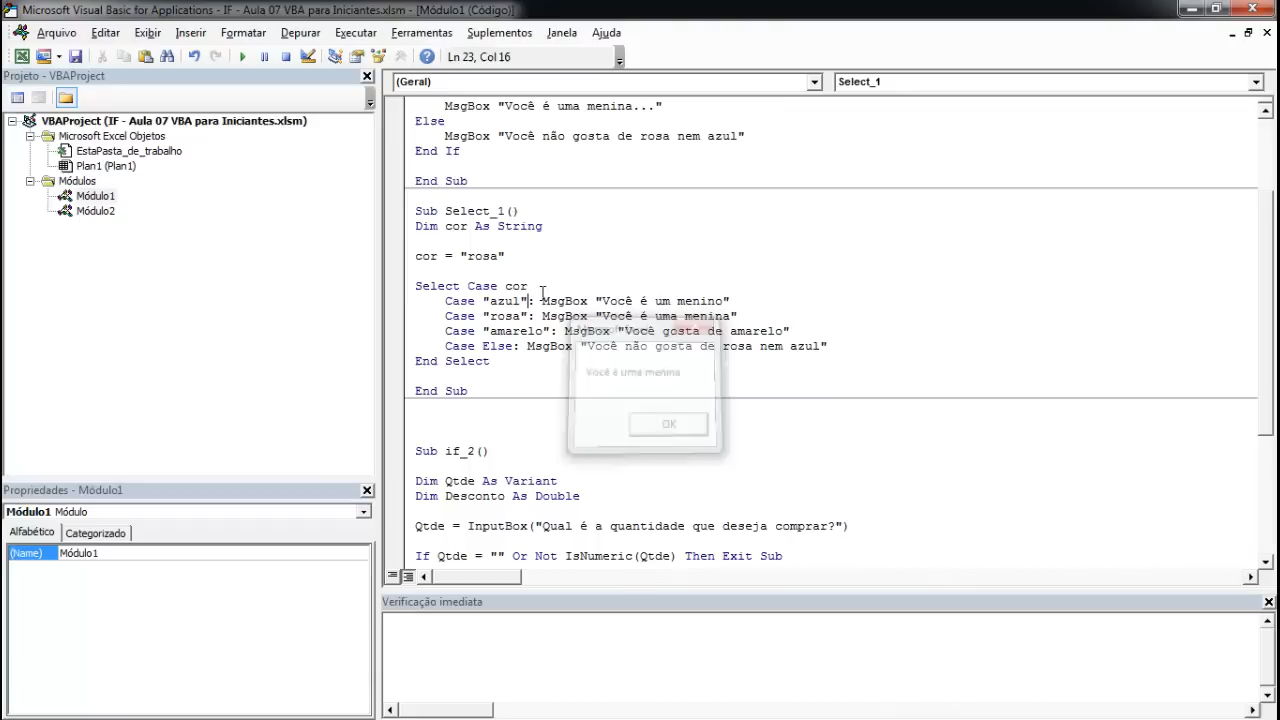 Microsoft Visual Basic for Applications - IF - Aula 07 VBA para Iniciantes.xlsm - [Módulo1 (Código)]
Arquivo Editar Exibir Inserir Formatar Depurar Executar Ferramentas Suplementos Janela Ajuda
Ln 23, Col 16
Projeto - VBAProject
VBAProject (IF - Aula 07 VBA para Iniciantes.xlsm)
Microsoft Excel Objetos
EstaPasta_de_trabalho
Plan1 (Plan1)
Módulos
Módulo1
Módulo2
Propriedades - Módulo1
Módulo1 Módulo
Alfabético Categorizado
(Name) Módulo1
(Geral) Select_1
MsgBox "Você é uma menina..."
Else
MsgBox "Você não gosta de rosa nem azul"
End If
End Sub
Sub Select_1()
Dim cor As String
cor = "rosa"
Select Case cor
Case "azul": MsgBox "Você é um menino"
Case "rosa": MsgBox "Você é uma menina"
Case "amarelo": MsgBox "Você gosta de amarelo"
Case Else: MsgBox "Você não gosta de rosa nem azul"
End Select
End Sub
Você é uma menina
OK
Sub if_2()
Dim Qtde As Variant
Dim Desconto As Double
Qtde = InputBox("Qual é a quantidade que deseja comprar?")
If Qtde = "" Or Not IsNumeric(Qtde) Then Exit Sub
Verificação imediata